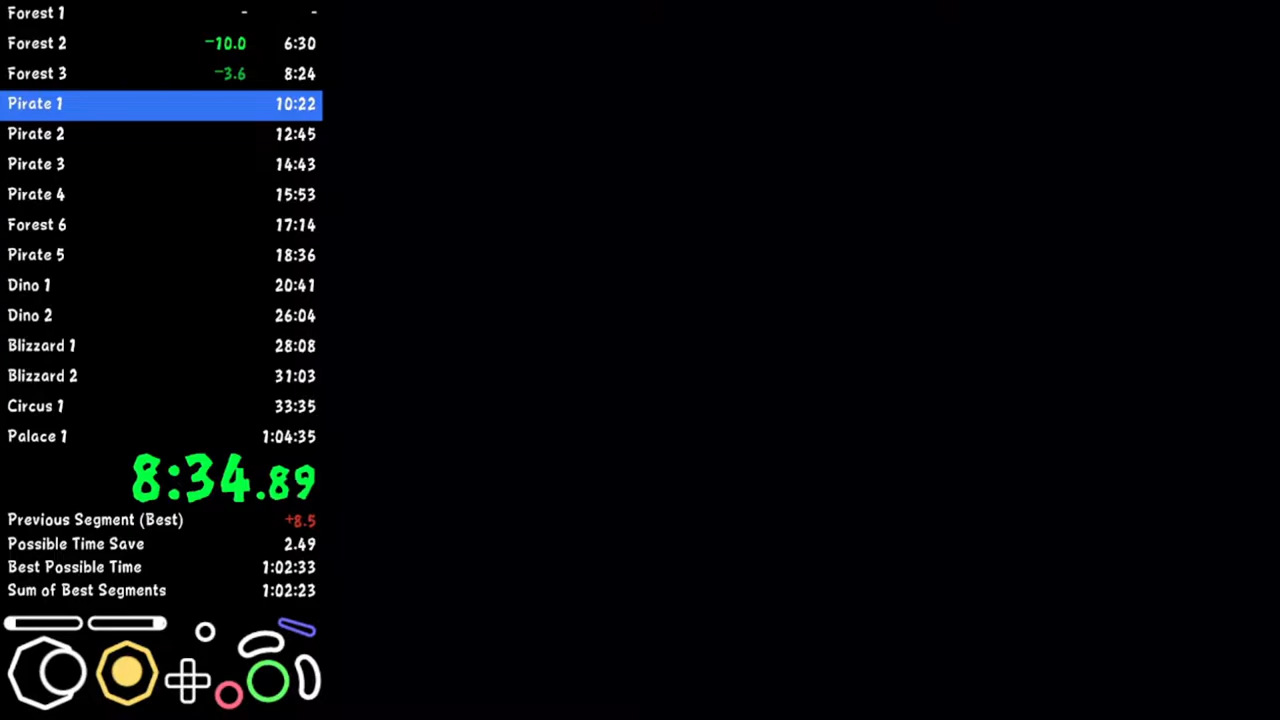 Forest 1 - -
Forest 2 -10.0 6:30
Forest 3 -3.6 8:24
Pirate 1 10:22
Pirate 2 12:45
Pirate 3 14:43
Pirate 4 15:53
Forest 6 17:14
Pirate 5 18:36
Dino 1 20:41
Dino 2 26:04
Blizzard 1 28:08
Blizzard 2 31:03
Circus 1 33:35
Palace 1 1:04:35
8:34.89
Previous Segment (Best) +8.5
Possible Time Save 2.49
Best Possible Time 1:02:33
Sum of Best Segments 1:02:23